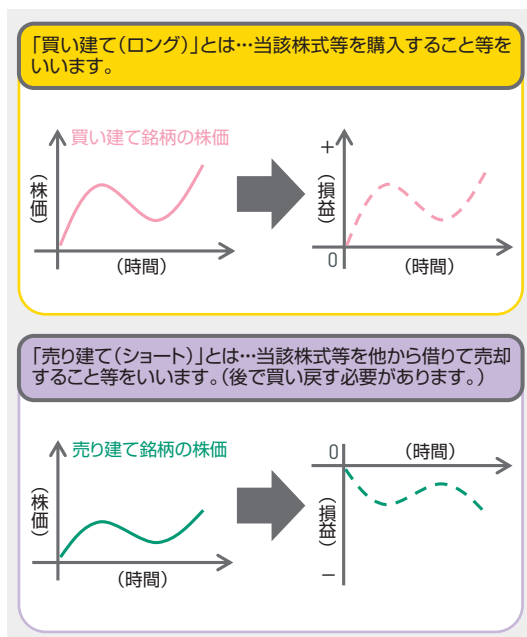 「買い建て（ロング）」とは…当該株式等を購入すること等を
いいます。
買い建て銘柄の株価
（株価）
（時間）
＋
（損益）
0
（時間）
「売り建て（ショート）」とは…当該株式等を他から借りて売却
すること等をいいます。（後で買い戻す必要があります。）
売り建て銘柄の株価
（株価）
（時間）
0
（時間）
（損益）
－